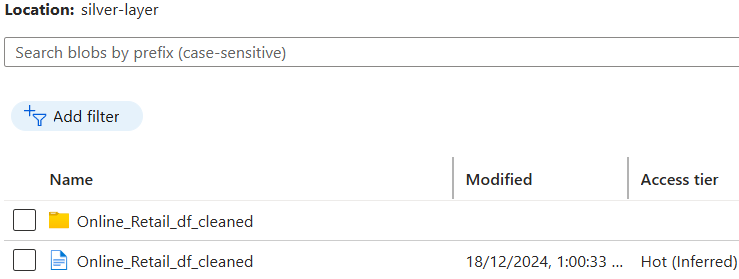 Location: silver-layer
Search blobs by prefix (case-sensitive)
Add filter
Name Modified Access tier
Online_Retail_df_cleaned
Online_Retail_df_cleaned 18/12/2024, 1:00:33 ... Hot (Inferred)